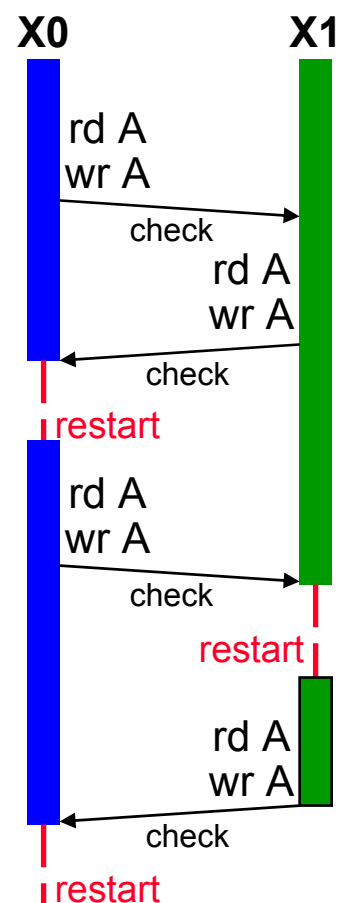 X0 X1
rd A
wr A
check
rd A
wr A
check
restart
rd A
wr A
check
restart
rd A
wr A
check
restart